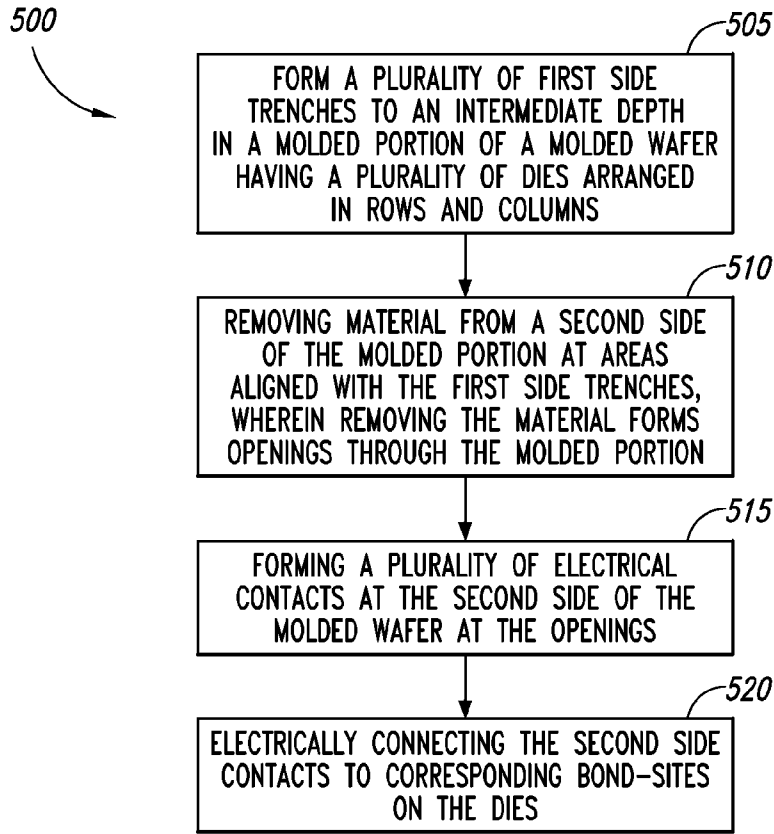 500
505
FORM A PLURALITY OF FIRST SIDE
TRENCHES TO AN INTERMEDIATE DEPTH
IN A MOLDED PORTION OF A MOLDED WAFER
HAVING A PLURALITY OF DIES ARRANGED
IN ROWS AND COLUMNS
510
REMOVING MATERIAL FROM A SECOND SIDE
OF THE MOLDED PORTION AT AREAS
ALIGNED WITH THE FIRST SIDE TRENCHES,
WHEREIN REMOVING THE MATERIAL FORMS
OPENINGS THROUGH THE MOLDED PORTION
515
FORMING A PLURALITY OF ELECTRICAL
CONTACTS AT THE SECOND SIDE OF THE
MOLDED WAFER AT THE OPENINGS
520
ELECTRICALLY CONNECTING THE SECOND SIDE
CONTACTS TO CORRESPONDING BOND-SITES
ON THE DIES